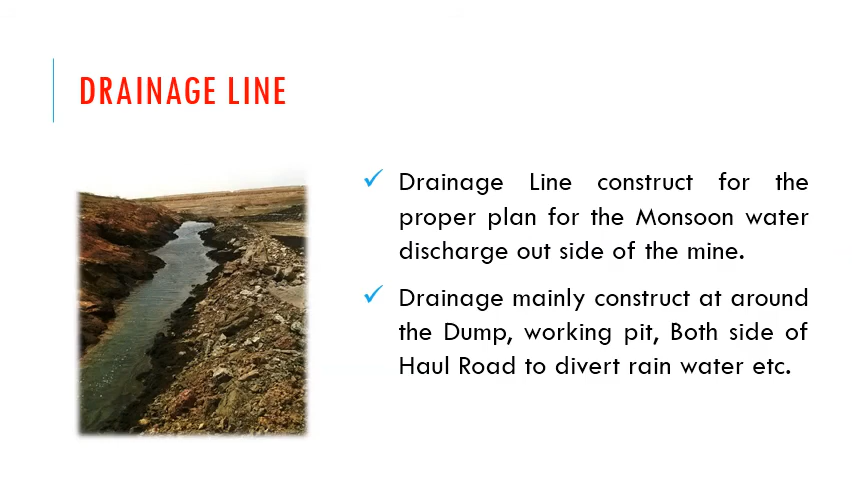 DRAINAGE LINE
Drainage Line construct for the
proper plan for the Monsoon water
discharge out side of the mine.
Drainage mainly construct at around
the Dump, working pit, Both side of
Haul Road to divert rain water etc.